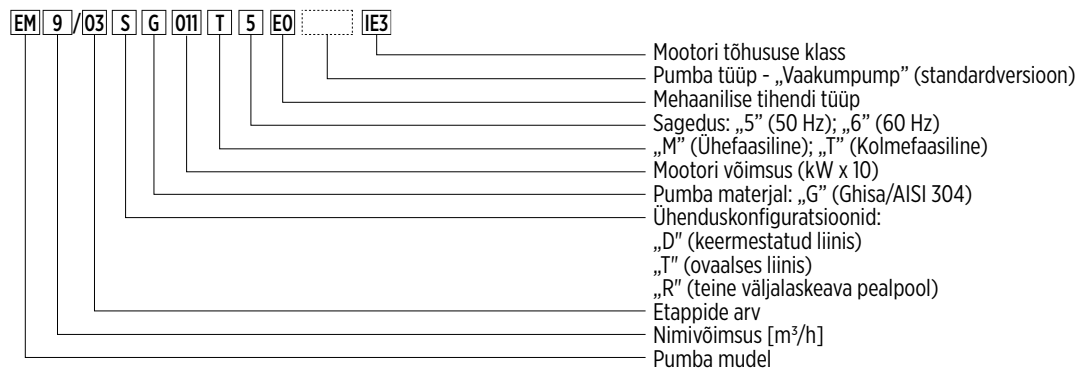 EM 9 /03 S G 011 T 5 E0 IE3
Mootori tõhususe klass
Pumba tüüp - „Vaakumpump” (standardversioon)
Mehaanilise tihendi tüüp
Sagedus: „5” (50 Hz); „6” (60 Hz)
„M” (Ühefaasiline); „T” (Kolmefaasiline)
Mootori võimsus (kW x 10)
Pumba materjal: „G” (Ghisa/AISI 304)
Ühenduskonfiguratsioonid:
„D" (keermestatud liinis)
„T" (ovaalses liinis)
„R" (teine väljalaskeava pealpool)
Etappide arv
Nimivõimsus [m³/h]
Pumba mudel